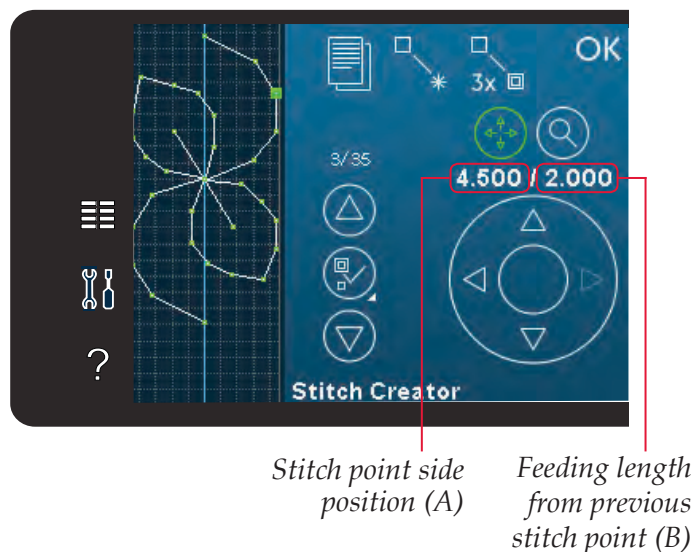 OK
3x
3/35
4.500 / 2.000
?
Stitch Creator
Stitch point side
position (A)
Feeding length
from previous
stitch point (B)